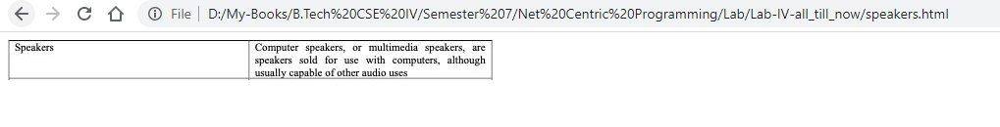 File | D:/My-Books/B.Tech%20CSE%20IV/Semester%207/Net%20Centric%20Programming/Lab/Lab-IV-all_till_now/speakers.html
Speakers
Computer speakers, or multimedia speakers, are
speakers sold for use with computers, although
usually capable of other audio uses